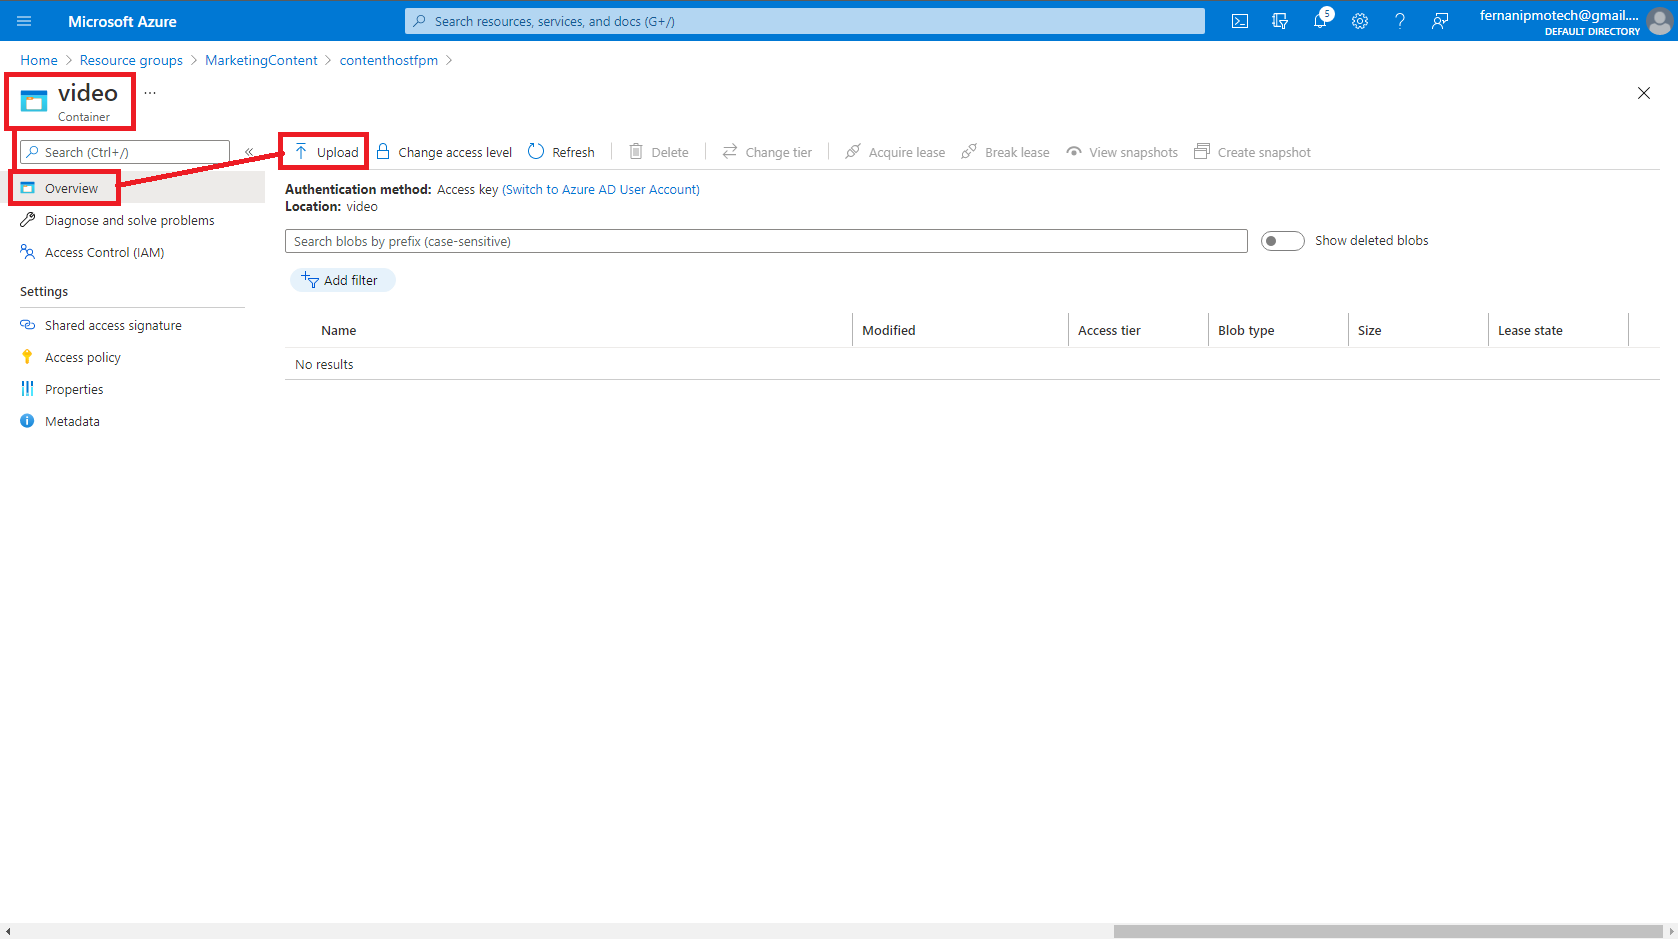 Microsoft Azure
Search resources, services, and docs (G+/)
5
fernanipmotech@gmail....
DEFAULT DIRECTORY
Home > Resource groups > MarketingContent > contenthostfpm >
video ...
Container
Search (Ctrl+/) «
Overview
Diagnose and solve problems
Access Control (IAM)
Settings
Shared access signature
Access policy
Properties
Metadata
Upload Change access level Refresh Delete Change tier Acquire lease Break lease View snapshots Create snapshot
Authentication method: Access key (Switch to Azure AD User Account)
Location: video
Search blobs by prefix (case-sensitive)
Show deleted blobs
Add filter
Name Modified Access tier Blob type Size Lease state
No results